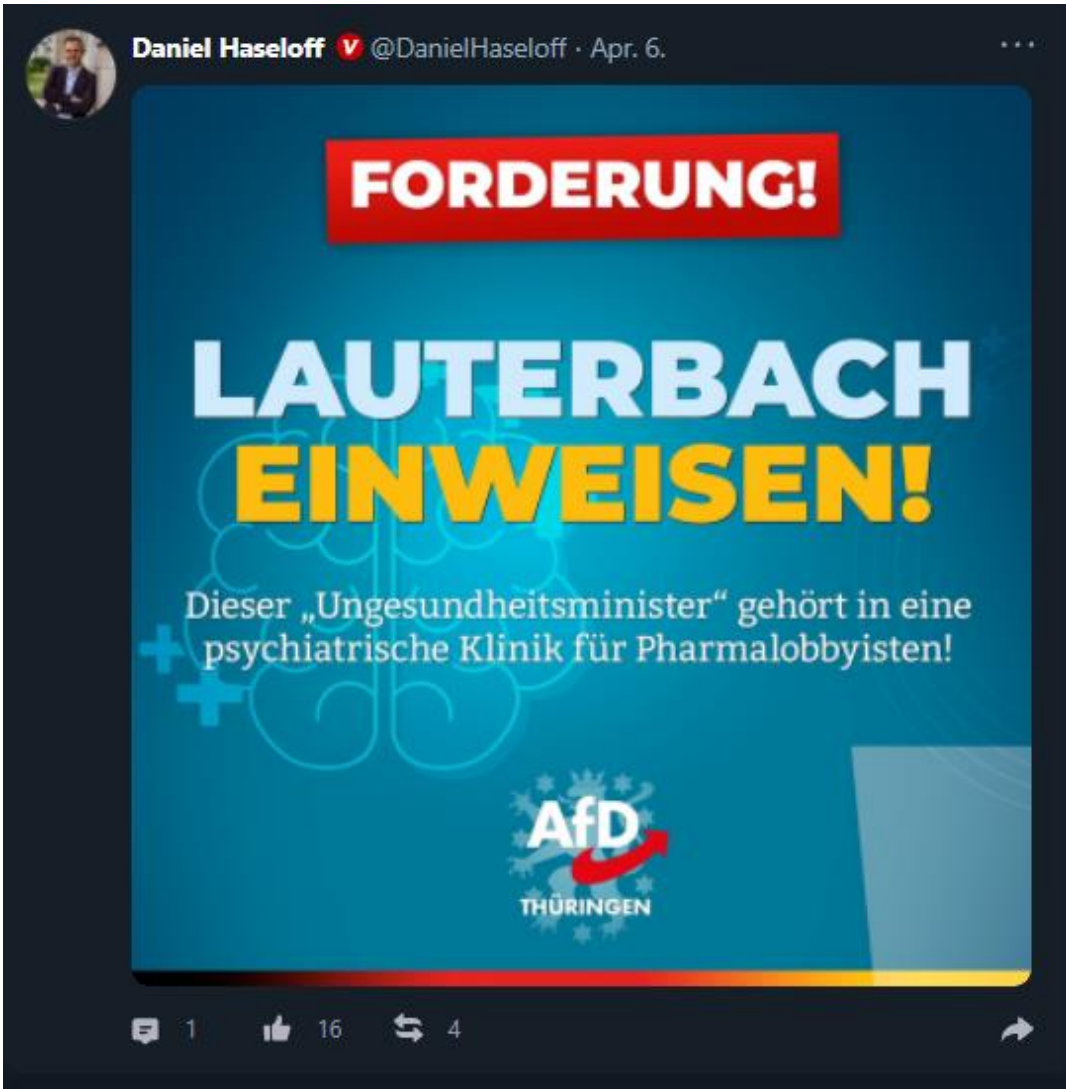 Daniel Haseloff V @DanielHaseloff · Apr. 6.
FORDERUNG!
LAUTERBACH
EINWEISEN!
Dieser „Ungesundheitsminister“ gehört in eine
psychiatrische Klinik für Pharmalobbyisten!
AfD
THÜRINGEN
1 16 4